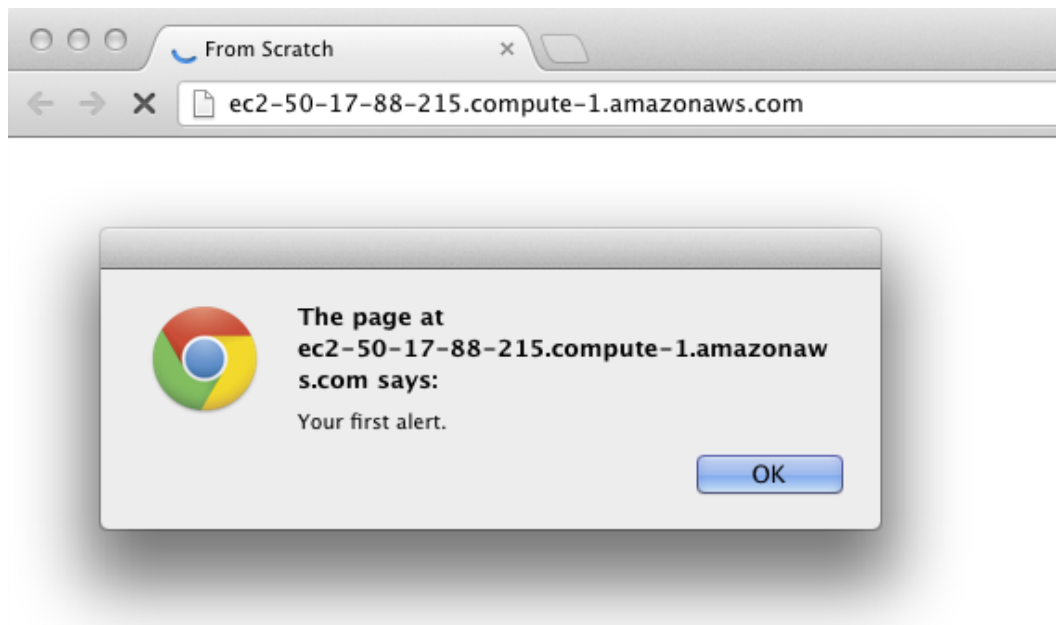 From Scratch
ec2-50-17-88-215.compute-1.amazonaws.com
The page at
ec2-50-17-88-215.compute-1.amazonaw
s.com says:
Your first alert.
OK